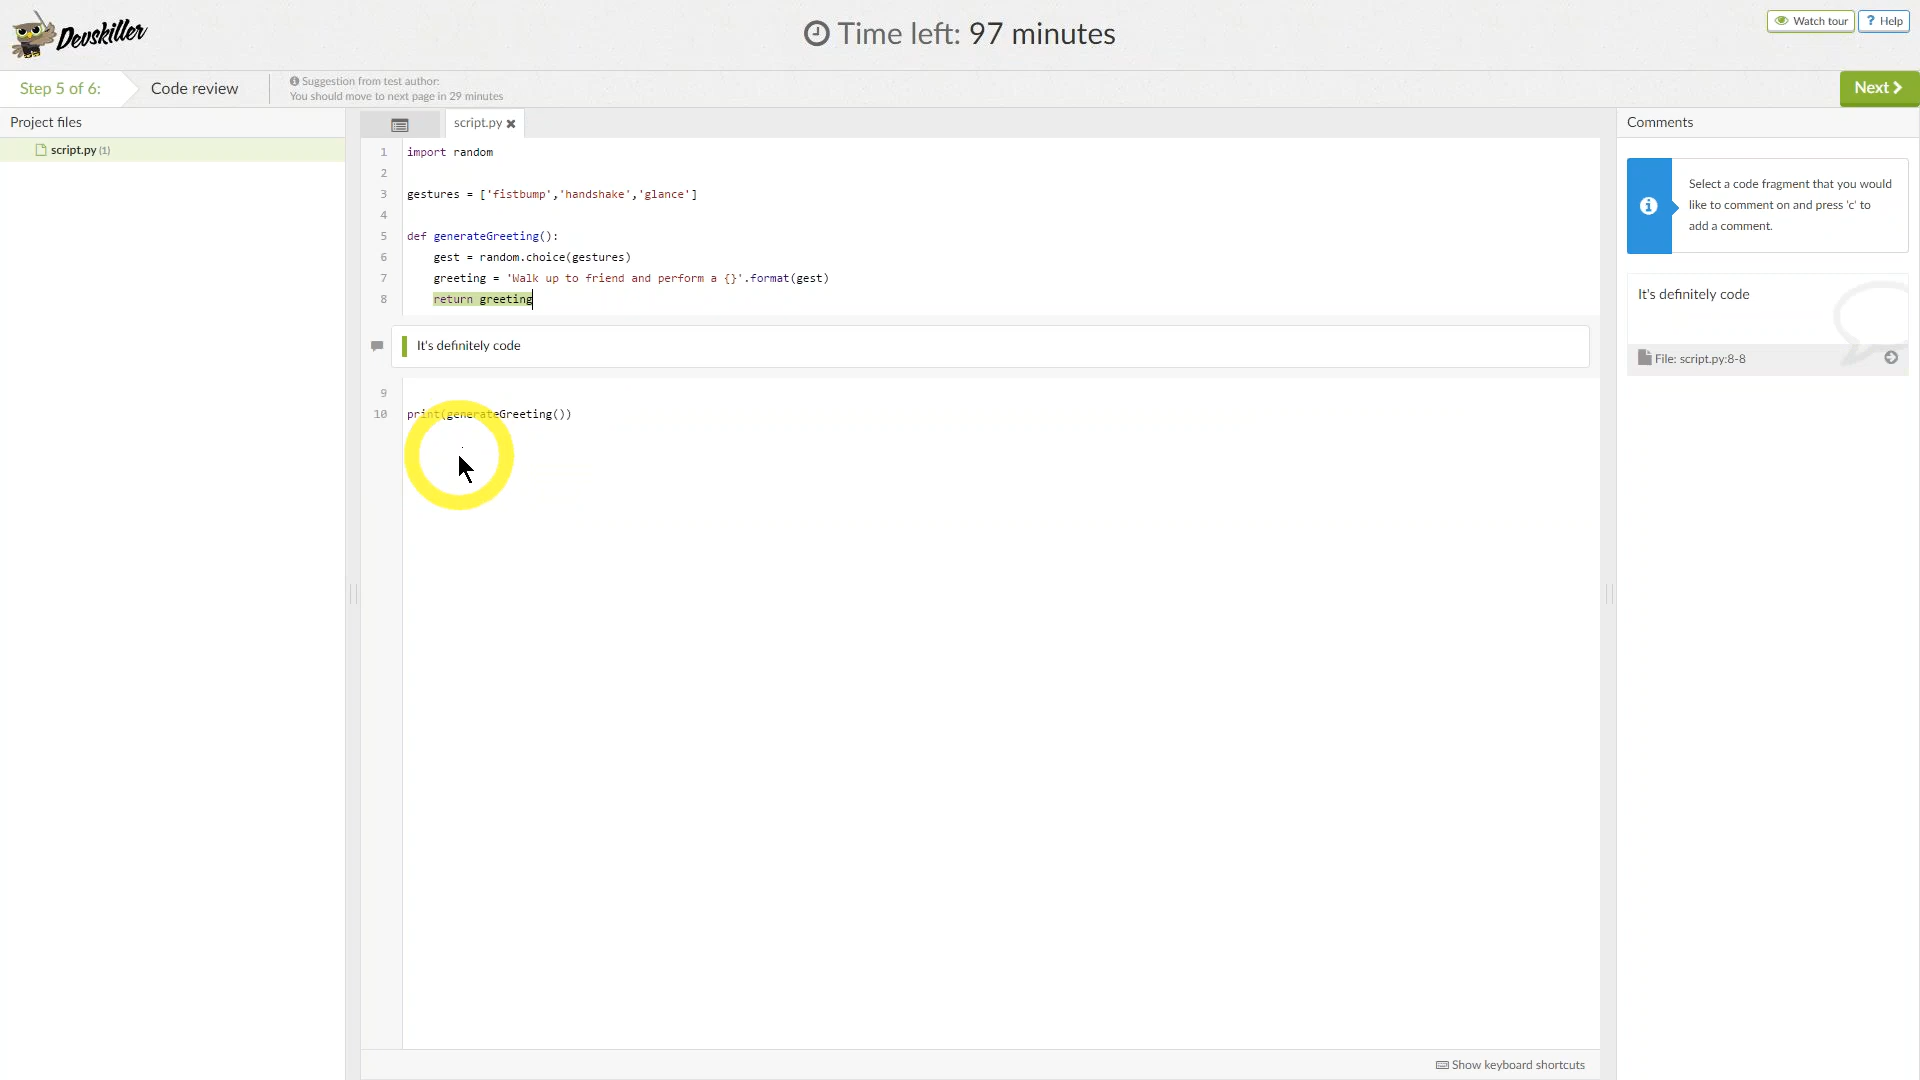 Devskiller
Time left: 97 minutes
Watch tour
? Help
Step 5 of 6:
Code review
Suggestion from test author:
You should move to next page in 29 minutes
Next
Project files
script.py (1)
script.py
1 import random
2
3 gestures = ['fistbump','handshake','glance']
4
5 def generateGreeting():
6 gest = random.choice(gestures)
7 greeting = 'Walk up to friend and perform a {}'.format(gest)
8 return greeting
It's definitely code
9
10 print(generateGreeting())
Show keyboard shortcuts
Comments
Select a code fragment that you would
like to comment on and press 'c' to
add a comment.
It's definitely code
File: script.py:8-8